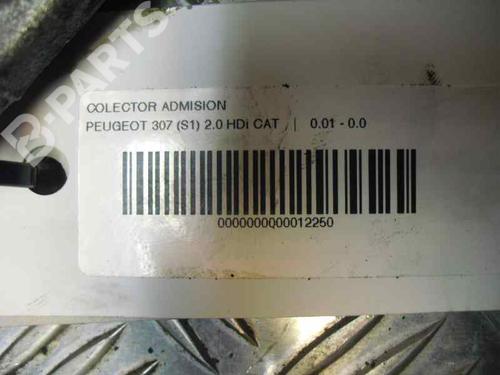 B-PARTS
COLECTOR ADMISION
PEUGEOT 307 (S1) 2.0 HDi CAT | 0.01 - 0.0
0000000000012250